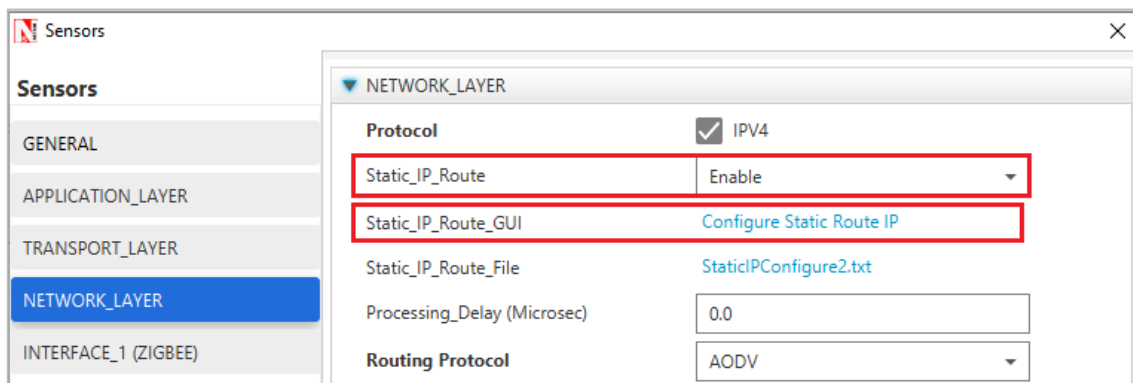 Sensors
Sensors
GENERAL
APPLICATION_LAYER
TRANSPORT_LAYER
NETWORK_LAYER
INTERFACE_1 (ZIGBEE)
NETWORK_LAYER
Protocol IPV4
Static_IP_Route Enable
Static_IP_Route_GUI Configure Static Route IP
Static_IP_Route_File StaticIPConfigure2.txt
Processing_Delay (Microsec) 0.0
Routing Protocol AODV